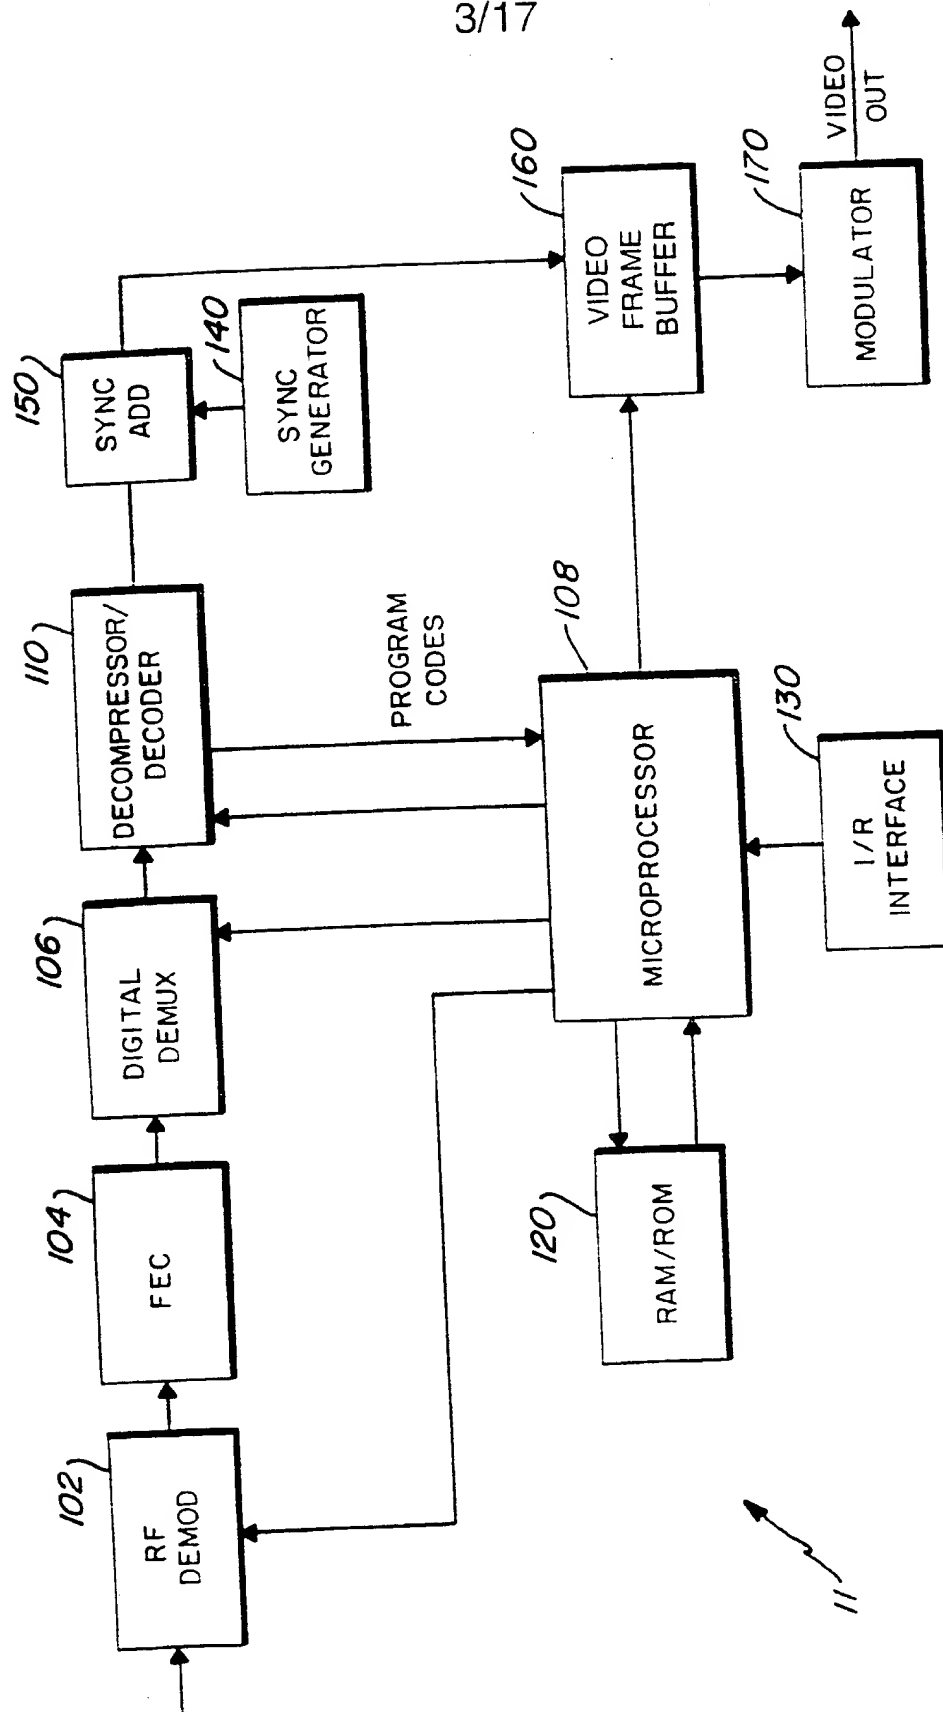 3/17
102
RF
DEMOD
104
FEC
106
DIGITAL
DEMUX
110
DECOMPRESSOR/
DECODER
150
SYNC
ADD
140
SYNC
GENERATOR
PROGRAM
CODES
120
RAM/ROM
108
MICROPROCESSOR
130
I/R
INTERFACE
160
VIDEO
FRAME
BUFFER
170
MODULATOR
VIDEO
OUT
11